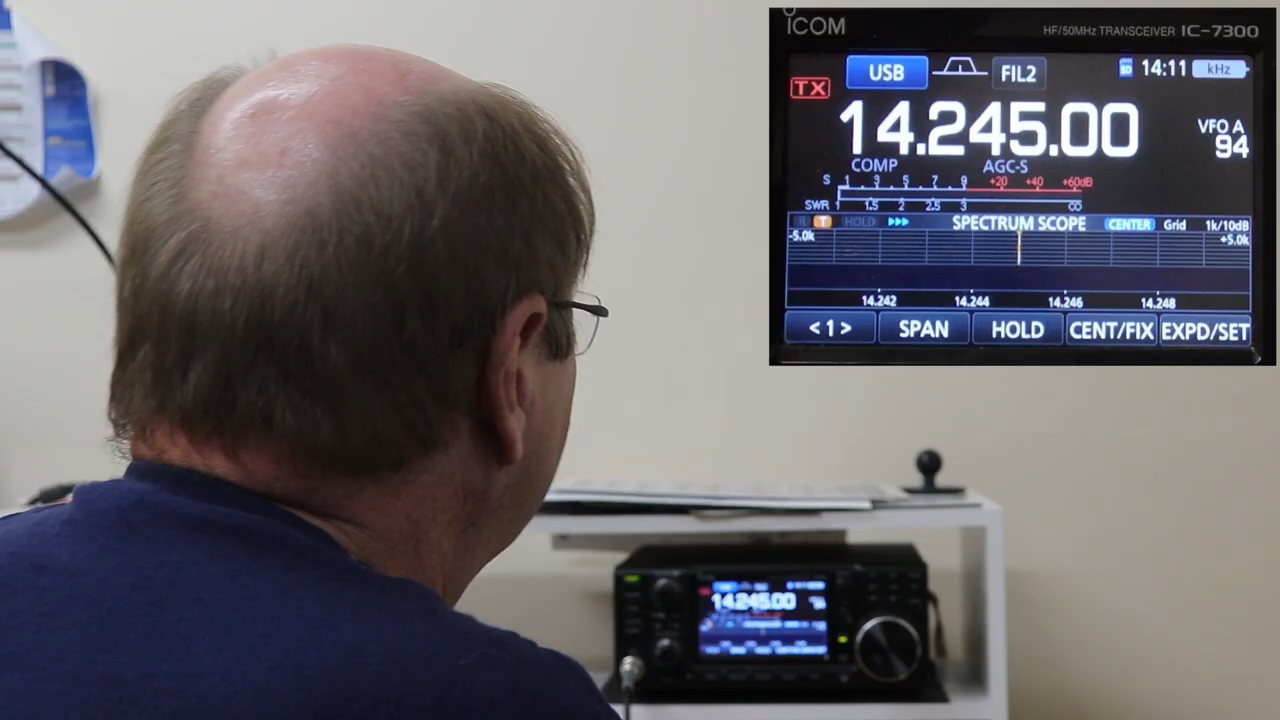 ICOM
HF/50MHz TRANSCEIVER IC-7300
USB FIL2 14:11 kHz
TX
14.245.00
VFO A
94
COMP AGC-S
S 1 3 5 7 9 +20 +40 +60dB
SWR 1 1.5 2 2.5 3 ∞
T HOLD SPECTRUM SCOPE CENTER Grid 1k/10dB
-5.0k +5.0k
14.242 14.244 14.246 14.248
<1> SPAN HOLD CENT/FIX EXPD/SET
14.245.00